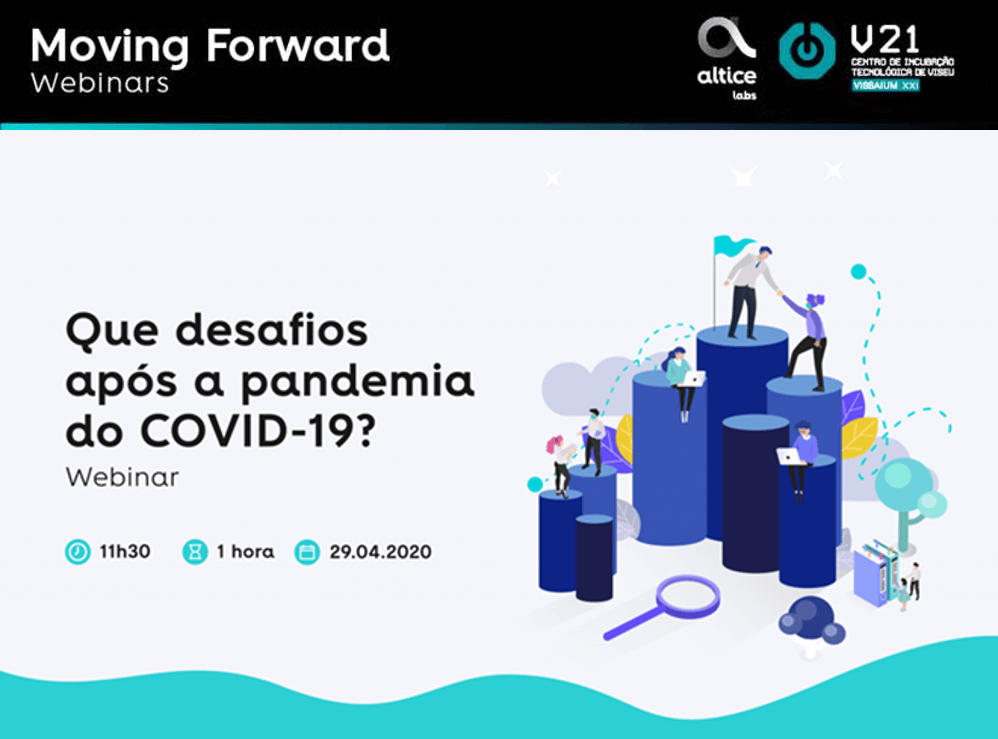 Moving Forward
Webinars
altice
labs
V21
CENTRO DE INCUBAÇÃO
TECNOLÓGICA DE VISEU
VISSAIUM XXI
Que desafios
após a pandemia
do COVID-19?
Webinar
11h30 1 hora 29.04.2020